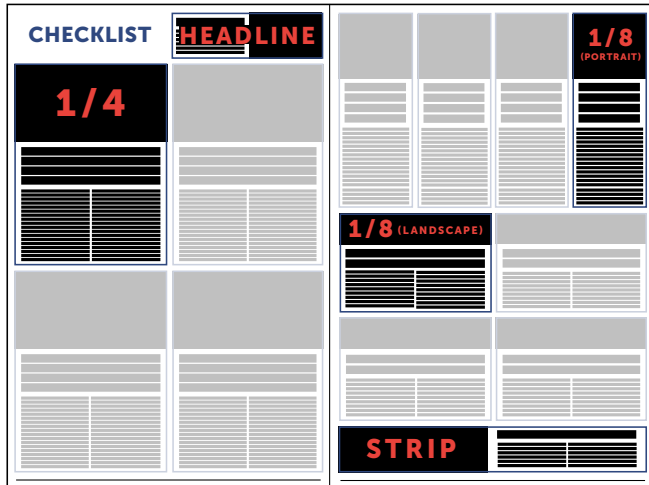 CHECKLIST
HEADLINE
1/4
1/8
(PORTRAIT)
1/8 (LANDSCAPE)
STRIP